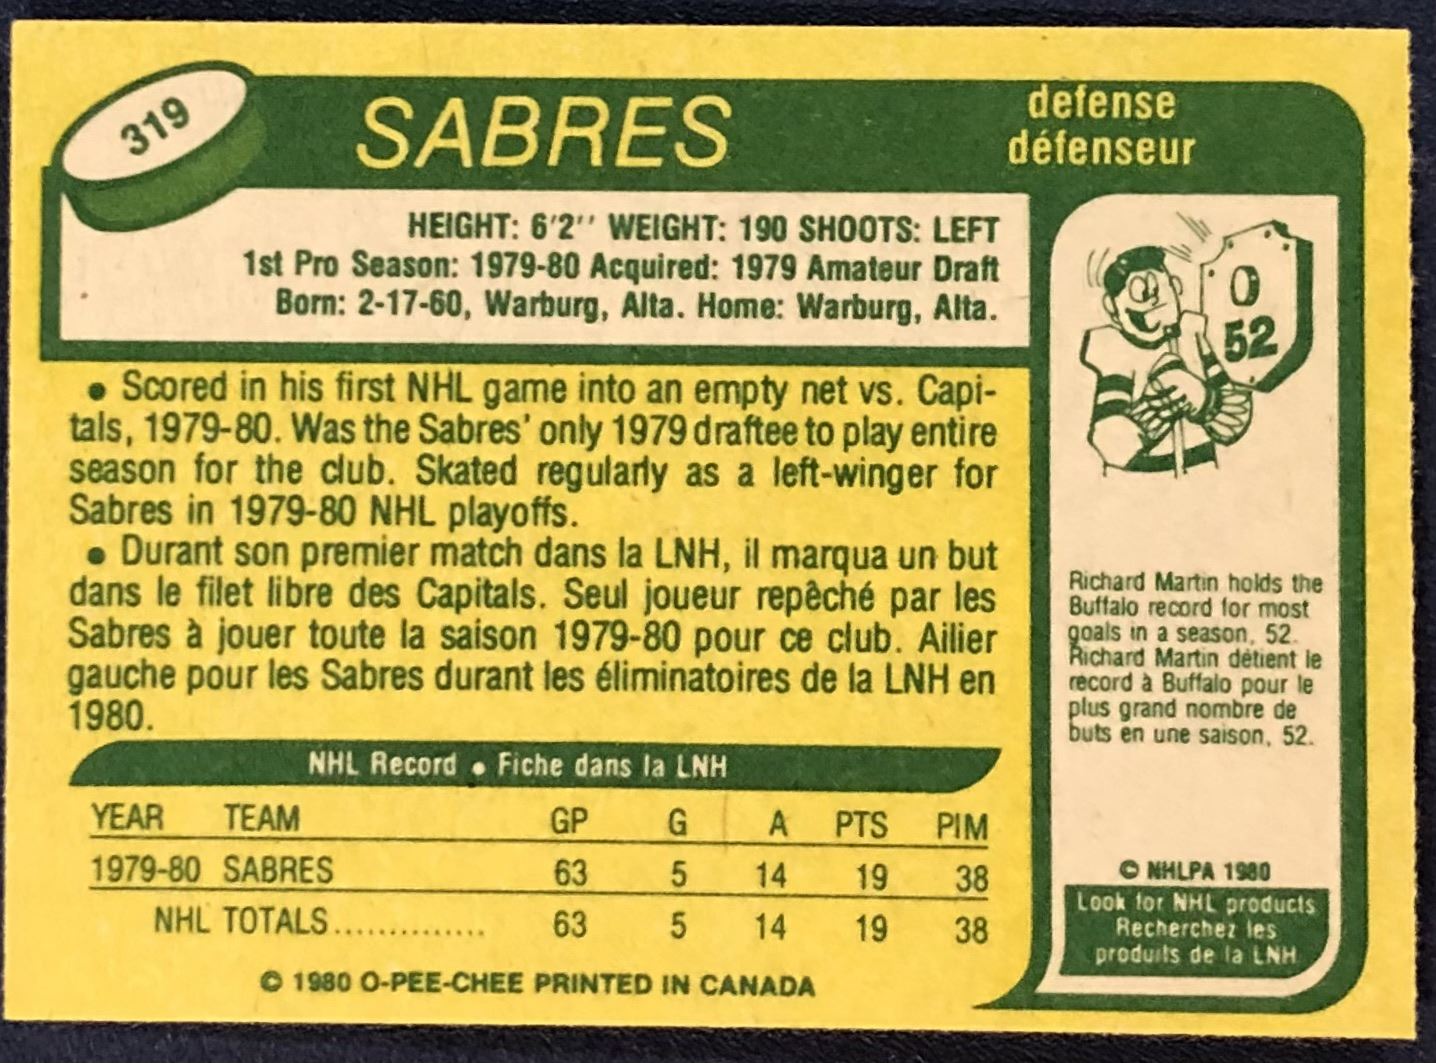 319
SABRES
defense
défenseur
HEIGHT: 6'2'' WEIGHT: 190 SHOOTS: LEFT
1st Pro Season: 1979-80 Acquired: 1979 Amateur Draft
Born: 2-17-60, Warburg, Alta. Home: Warburg, Alta.
• Scored in his first NHL game into an empty net vs. Capi-
tals, 1979-80. Was the Sabres' only 1979 draftee to play entire
season for the club. Skated regularly as a left-winger for
Sabres in 1979-80 NHL playoffs.
• Durant son premier match dans la LNH, il marqua un but
dans le filet libre des Capitals. Seul joueur repêché par les
Sabres à jouer toute la saison 1979-80 pour ce club. Ailier
gauche pour les Sabres durant les éliminatoires de la LNH en
1980.
NHL Record • Fiche dans la LNH
YEAR TEAM GP G A PTS PIM
1979-80 SABRES 63 5 14 19 38
NHL TOTALS.............. 63 5 14 19 38
© 1980 O-PEE-CHEE PRINTED IN CANADA
0
52
Richard Martin holds the
Buffalo record for most
goals in a season, 52.
Richard Martin détient le
record à Buffalo pour le
plus grand nombre de
buts en une saison, 52.
© NHLPA 1980
Look for NHL products
Recherchez les
produits de la LNH